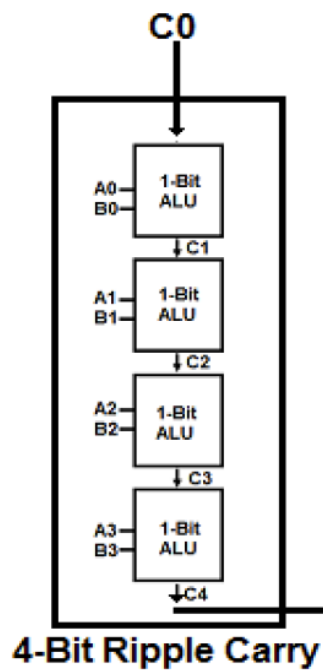 C0
A0
B0
1-Bit
ALU
C1
A1
B1
1-Bit
ALU
C2
A2
B2
1-Bit
ALU
C3
A3
B3
1-Bit
ALU
C4
4-Bit Ripple Carry